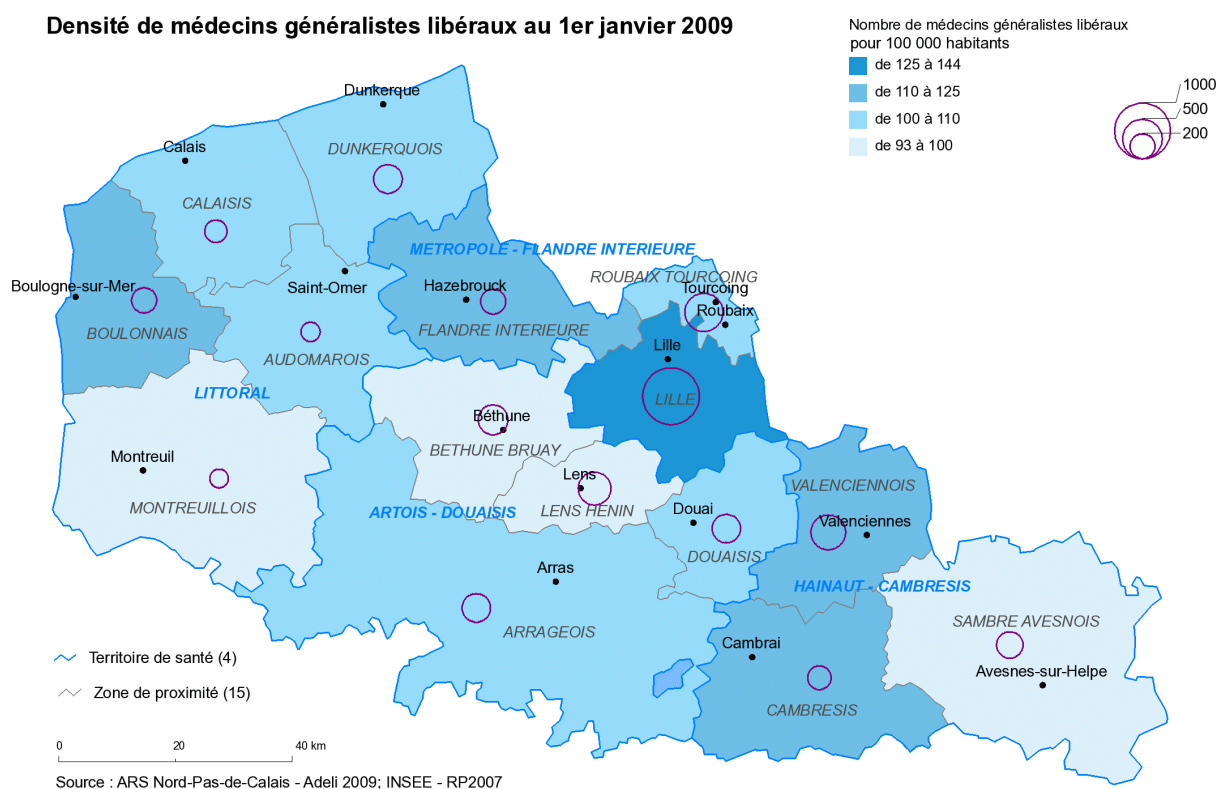 Densité de médecins généralistes libéraux au 1er janvier 2009
Nombre de médecins généralistes libéraux
pour 100 000 habitants
de 125 à 144
de 110 à 125
de 100 à 110
de 93 à 100
1000
500
200
Dunkerque
DUNKERQUOIS
Calais
CALAISIS
METROPOLE - FLANDRE INTERIEURE
ROUBAIX TOURCOING
Tourcoing
Roubaix
Boulogne-sur-Mer
BOULONNAIS
Saint-Omer
AUDOMAROIS
Hazebrouck
FLANDRE INTERIEURE
Lille
LILLE
LITTORAL
Béthune
BETHUNE BRUAY
Montreuil
MONTREUILLOIS
Lens
LENS HENIN
ARTOIS - DOUAISIS
Douai
DOUAISIS
VALENCIENNOIS
Valenciennes
HAINAUT - CAMBRESIS
Arras
ARRAGEOIS
SAMBRE AVESNOIS
Avesnes-sur-Helpe
Cambrai
CAMBRESIS
Territoire de santé (4)
Zone de proximité (15)
0 20 40 km
Source : ARS Nord-Pas-de-Calais - Adeli 2009; INSEE - RP2007